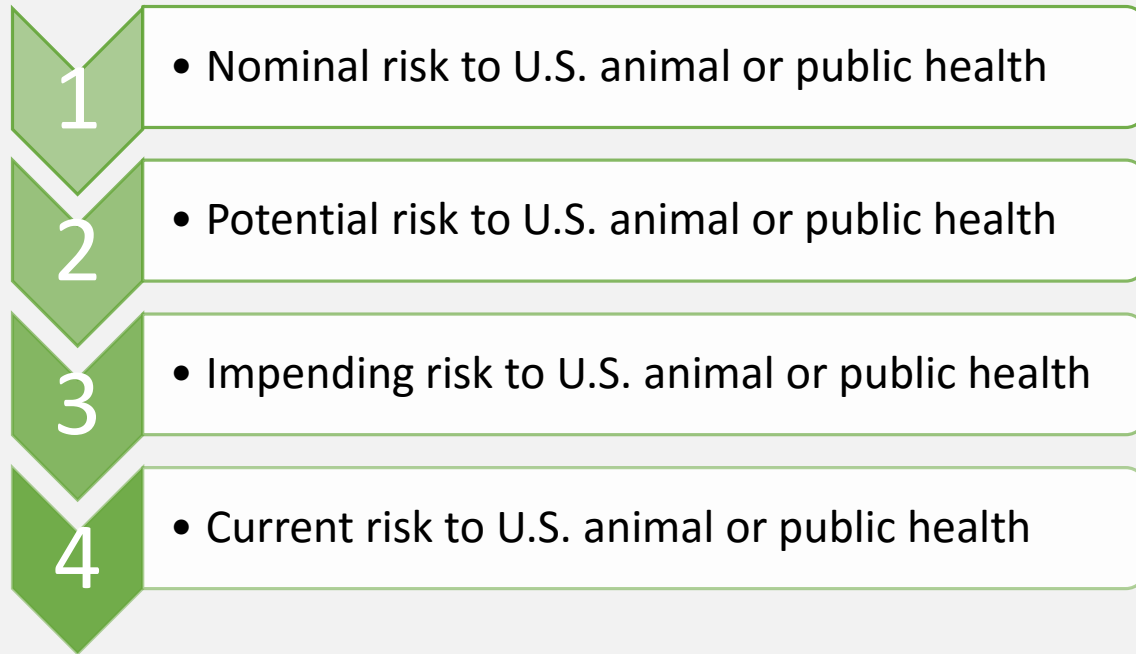 1
• Nominal risk to U.S. animal or public health
2
• Potential risk to U.S. animal or public health
3
• Impending risk to U.S. animal or public health
4
• Current risk to U.S. animal or public health